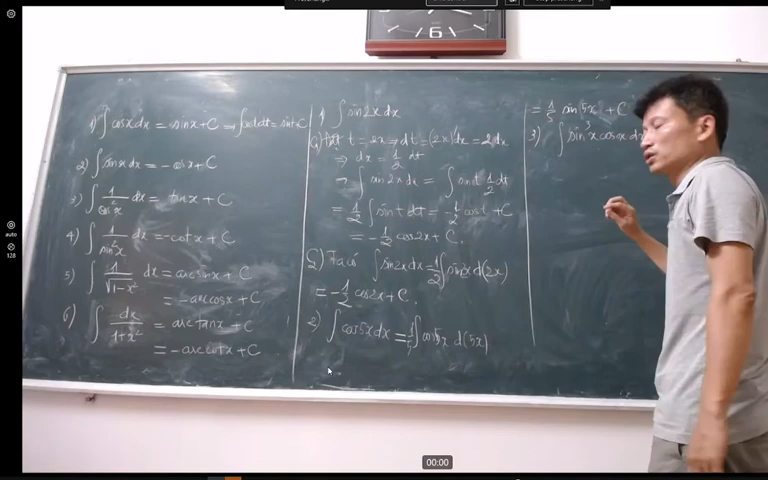 1) ∫ cosx dx = sinx + C ⇒ ∫ cost dt = sint + C
2) ∫ sinx dx = - cosx + C
3) ∫ 1/cos²x dx = tanx + C
4) ∫ 1/sin²x dx = -cotx + C
5) ∫ 1/√1-x² dx = arcsinx + C
= -arccosx + C
6) ∫ dx/1+x² = arctanx + C
= -arccotx + C
1) ∫ sin2x dx
C1) Đặt t = 2x ⇒ dt = (2x)'dx = 2dx
⇒ dx = 1/2 dt
⇒ ∫ sin2x dx = ∫ sint 1/2 dt
= 1/2 ∫ sint dt = -1/2 cost + C
= -1/2 cos2x + C.
C2) Ta có ∫ sin2x dx = 1/2 ∫ sin2x d(2x)
= -1/2 cos2x + C.
2) ∫ cos5x dx = 1/5 ∫ cos5x d(5x)
= 1/5 sin5x + C
3) ∫ sin³x cosx dx
6
auto
128
00:00